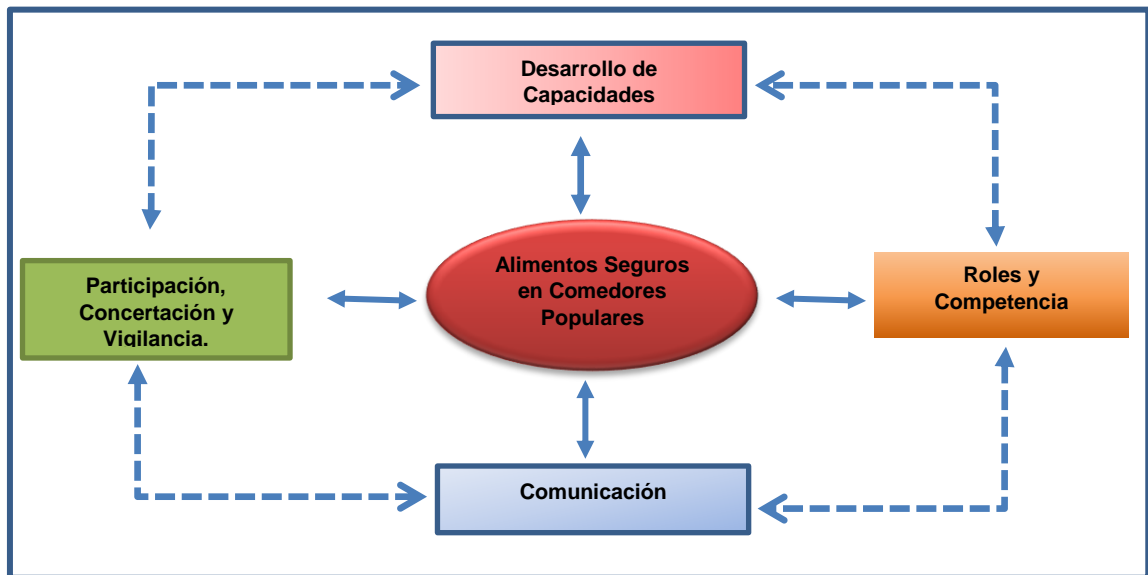 Desarrollo de
Capacidades
Participación,
Concertación y
Vigilancia.
Alimentos Seguros
en Comedores
Populares
Roles y
Competencia
Comunicación